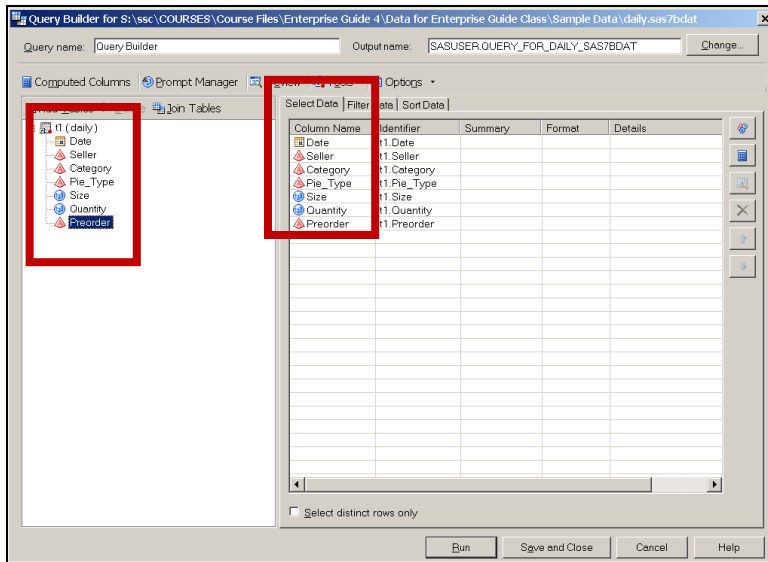 Query Builder for S:\ssc\COURSES\Course Files\Enterprise Guide 4\Data for Enterprise Guide Class\Sample Data\daily.sas7bdat
Query name: Query Builder Output name: SASUSER.QUERY_FOR_DAILY_SAS7BDAT Change...
Computed Columns Prompt Manager Options
Join Tables
Select Data Filter Data Sort Data
t1 (daily)
Date
Seller
Category
Pie_Type
Size
Quantity
Preorder
Column Name Identifier Summary Format Details
Date t1.Date
Seller t1.Seller
Category t1.Category
Pie_Type t1.Pie_Type
Size t1.Size
Quantity t1.Quantity
Preorder t1.Preorder
Select distinct rows only
Run Save and Close Cancel Help